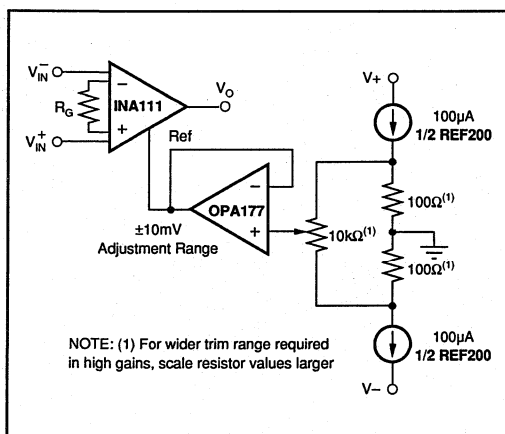 V+
V⁻IN
INA111
VO
RG
V⁺IN
Ref
100µA
1/2 REF200
OPA177
±10mV
Adjustment Range
10kΩ(1)
100Ω(1)
100Ω(1)
NOTE: (1) For wider trim range required
in high gains, scale resistor values larger
100µA
1/2 REF200
V–